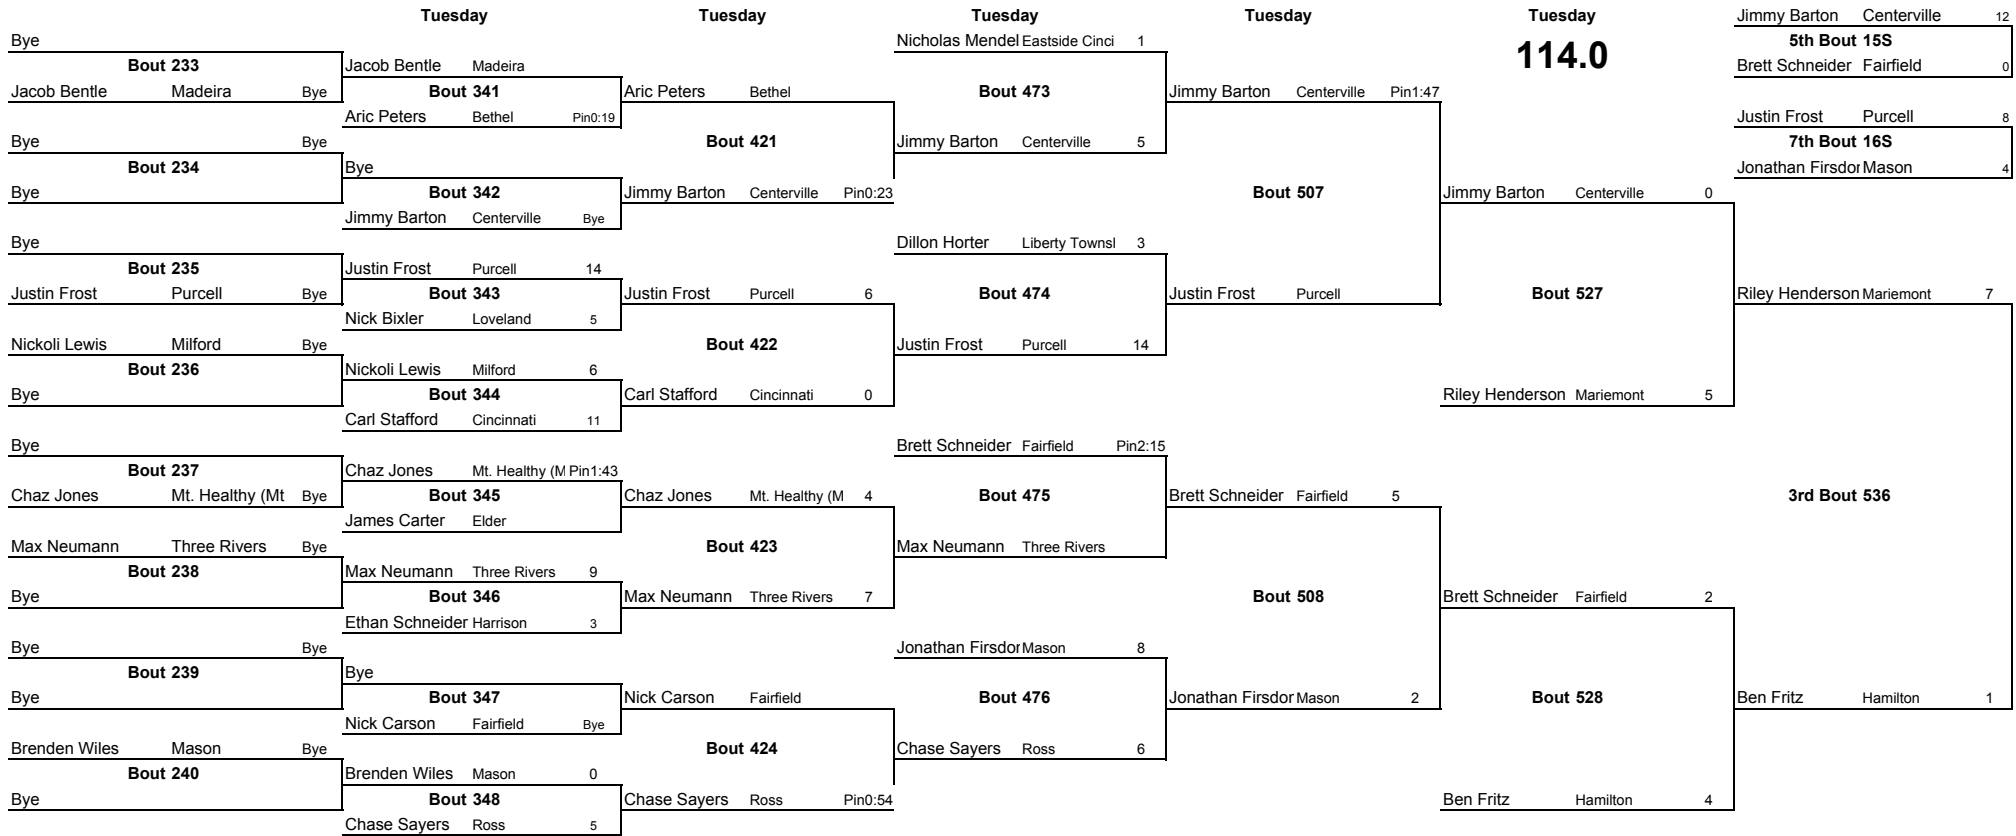 Tuesday Tuesday Tuesday Tuesday Tuesday Jimmy Barton Centerville 12
Bye Nicholas Mendel Eastside Cinci 1 114.0 5th Bout 15S
Bout 233 Jacob Bentle Madeira Brett Schneider Fairfield 0
Jacob Bentle Madeira Bye Bout 341 Aric Peters Bethel Bout 473 Jimmy Barton Centerville Pin1:47
Aric Peters Bethel Pin0:19 Justin Frost Purcell 8
Bye Bye Bout 421 Jimmy Barton Centerville 5 7th Bout 16S
Bout 234 Bye Jonathan Firsdor Mason 4
Bye Bout 342 Jimmy Barton Centerville Pin0:23 Bout 507 Jimmy Barton Centerville 0
Jimmy Barton Centerville Bye
Bye Dillon Horter Liberty Townsl 3
Bout 235 Justin Frost Purcell 14
Justin Frost Purcell Bye Bout 343 Justin Frost Purcell 6 Bout 474 Justin Frost Purcell Bout 527 Riley Henderson Mariemont 7
Nick Bixler Loveland 5
Nickoli Lewis Milford Bye Bout 422 Justin Frost Purcell 14
Bout 236 Nickoli Lewis Milford 6
Bye Bout 344 Carl Stafford Cincinnati 0 Riley Henderson Mariemont 5
Carl Stafford Cincinnati 11
Bye Brett Schneider Fairfield Pin2:15
Bout 237 Chaz Jones Mt. Healthy (M Pin1:43
Chaz Jones Mt. Healthy (Mt Bye Bout 345 Chaz Jones Mt. Healthy (M 4 Bout 475 Brett Schneider Fairfield 5 3rd Bout 536
James Carter Elder
Max Neumann Three Rivers Bye Bout 423 Max Neumann Three Rivers
Bout 238 Max Neumann Three Rivers 9
Bye Bout 346 Max Neumann Three Rivers 7 Bout 508 Brett Schneider Fairfield 2
Ethan Schneider Harrison 3
Bye Bye Jonathan Firsdor Mason 8
Bout 239 Bye
Bye Bout 347 Nick Carson Fairfield Bout 476 Jonathan Firsdor Mason 2 Bout 528 Ben Fritz Hamilton 1
Nick Carson Fairfield Bye
Brenden Wiles Mason Bye Bout 424 Chase Sayers Ross 6
Bout 240 Brenden Wiles Mason 0
Bye Bout 348 Chase Sayers Ross Pin0:54 Ben Fritz Hamilton 4
Chase Sayers Ross 5